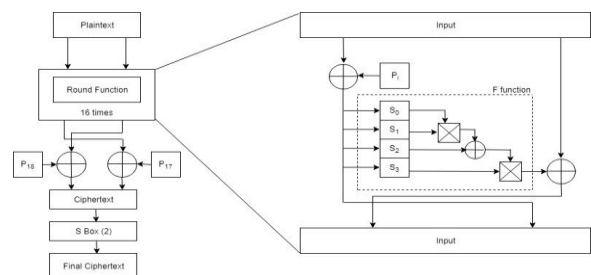 Plaintext
Round Function
16 times
P18
P17
Ciphertext
S Box (2)
Final Ciphertext
Input
Pi
F function
S0
S1
S2
S3
Input